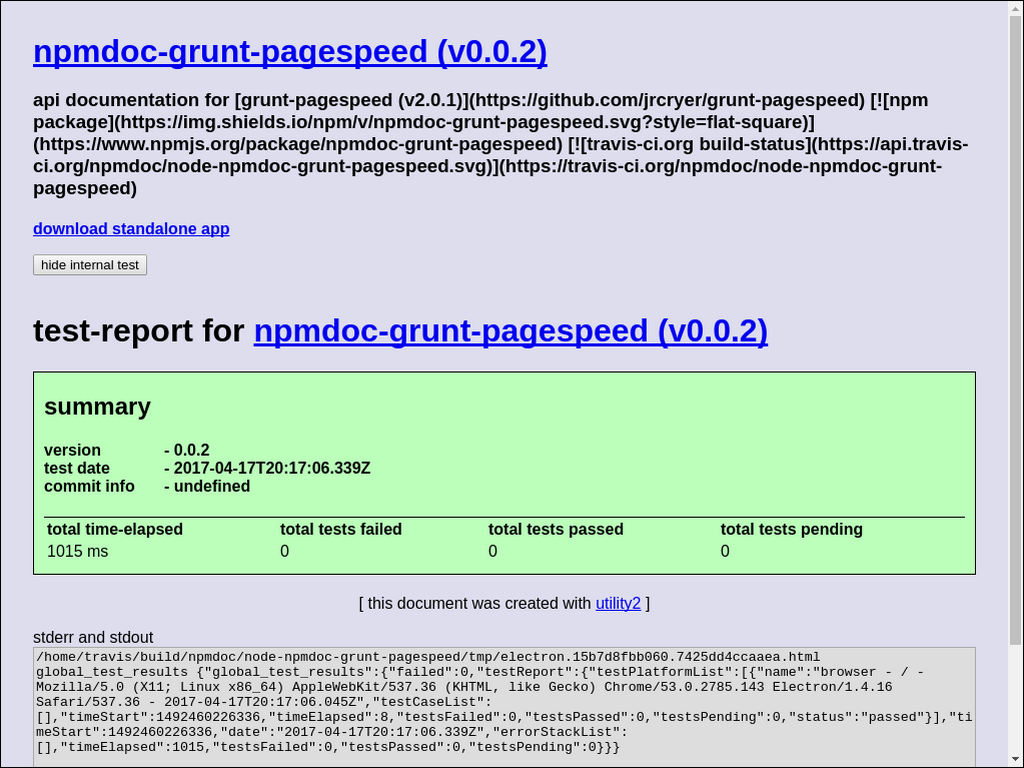 npmdoc-grunt-pagespeed (v0.0.2)
api documentation for [grunt-pagespeed (v2.0.1)](https://github.com/jrcryer/grunt-pagespeed) [![npm
package](https://img.shields.io/npm/v/npmdoc-grunt-pagespeed.svg?style=flat-square)]
(https://www.npmjs.org/package/npmdoc-grunt-pagespeed) [![travis-ci.org build-status](https://api.travis-
ci.org/npmdoc/node-npmdoc-grunt-pagespeed.svg)](https://travis-ci.org/npmdoc/node-npmdoc-grunt-
pagespeed)
download standalone app
hide internal test
test-report for npmdoc-grunt-pagespeed (v0.0.2)
summary
version - 0.0.2
test date - 2017-04-17T20:17:06.339Z
commit info - undefined
total time-elapsed total tests failed total tests passed total tests pending
1015 ms 0 0 0
[ this document was created with utility2 ]
stderr and stdout
/home/travis/build/npmdoc/node-npmdoc-grunt-pagespeed/tmp/electron.15b7d8fbb060.7425dd4ccaaea.html
global_test_results {"global_test_results":{"failed":0,"testReport":{"testPlatformList":[{"name":"browser - / -
Mozilla/5.0 (X11; Linux x86_64) AppleWebKit/537.36 (KHTML, like Gecko) Chrome/53.0.2785.143 Electron/1.4.16
Safari/537.36 - 2017-04-17T20:17:06.045Z","testCaseList":
[],"timeStart":1492460226336,"timeElapsed":8,"testsFailed":0,"testsPassed":0,"testsPending":0,"status":"passed"}],"ti
meStart":1492460226336,"date":"2017-04-17T20:17:06.339Z","errorStackList":
[],"timeElapsed":1015,"testsFailed":0,"testsPassed":0,"testsPending":0}}}